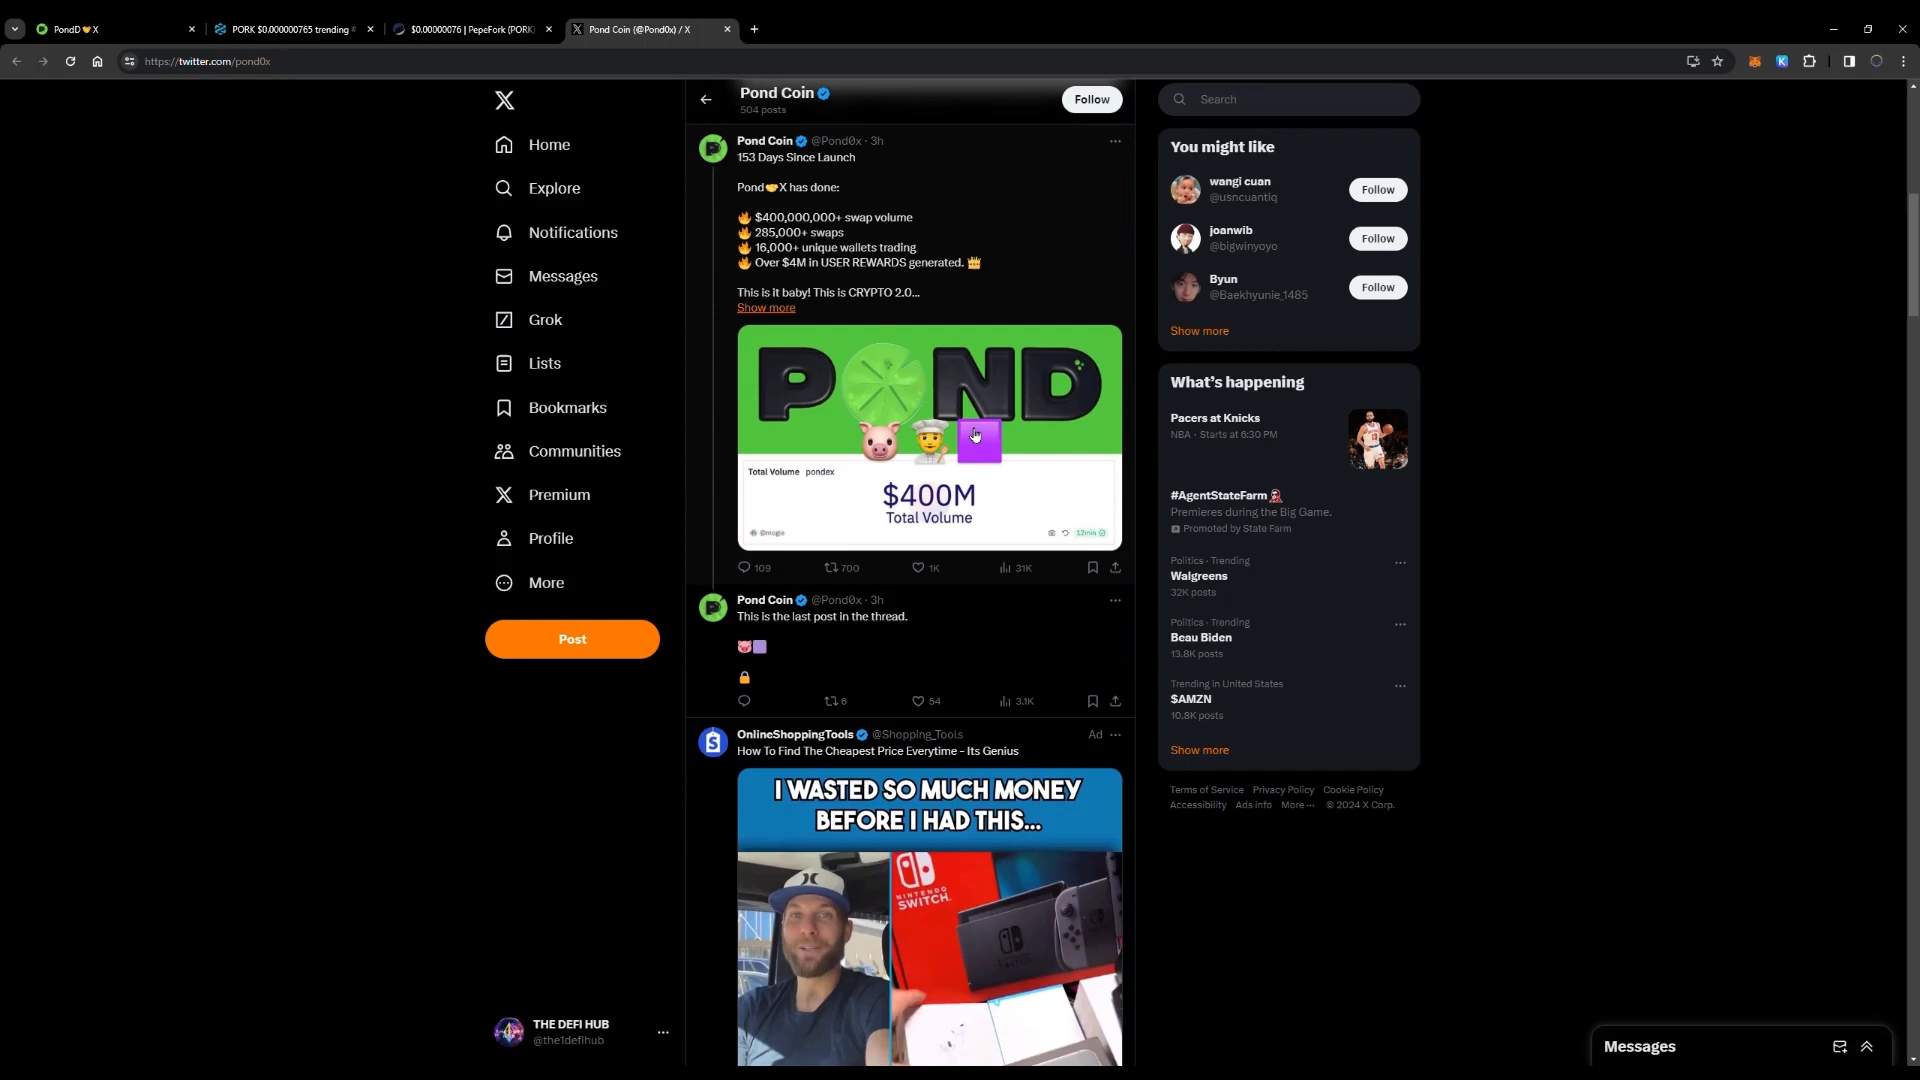 PondD🤝X
PORK $0.000000765 trending
$0.00000076 | PepeFork (PORK)
Pond Coin (@Pond0x) / X
https://twitter.com/pond0x
Pond Coin
504 posts
Follow
Search
Home
Explore
Notifications
Messages
Grok
Lists
Bookmarks
Communities
Premium
Profile
More
Post
THE DEFI HUB
@the1defihub
Pond Coin @Pond0x · 3h
153 Days Since Launch
Pond🤝X has done:
🔥 $400,000,000+ swap volume
🔥 285,000+ swaps
🔥 16,000+ unique wallets trading
🔥 Over $4M in USER REWARDS generated. 👑
This is it baby! This is CRYPTO 2.0...
Show more
POND
Total Volume pondex
$400M
Total Volume
@mogie
12min
109 700 1K 31K
Pond Coin @Pond0x · 3h
This is the last post in the thread.
🐷🟪
🔒
6 54 3.1K
OnlineShoppingTools @Shopping_Tools Ad
How To Find The Cheapest Price Everytime - Its Genius
I WASTED SO MUCH MONEY
BEFORE I HAD THIS...
NINTENDO
SWITCH
You might like
wangi cuan
@usncuantiq
Follow
joanwib
@bigwinyoyo
Follow
Byun
@Baekhyunie_1485
Follow
Show more
What's happening
Pacers at Knicks
NBA · Starts at 6:30 PM
#AgentStateFarm
Premieres during the Big Game.
Promoted by State Farm
Politics · Trending
Walgreens
32K posts
Politics · Trending
Beau Biden
13.8K posts
Trending in United States
$AMZN
10.8K posts
Show more
Terms of Service Privacy Policy Cookie Policy
Accessibility Ads info More ··· © 2024 X Corp.
Messages